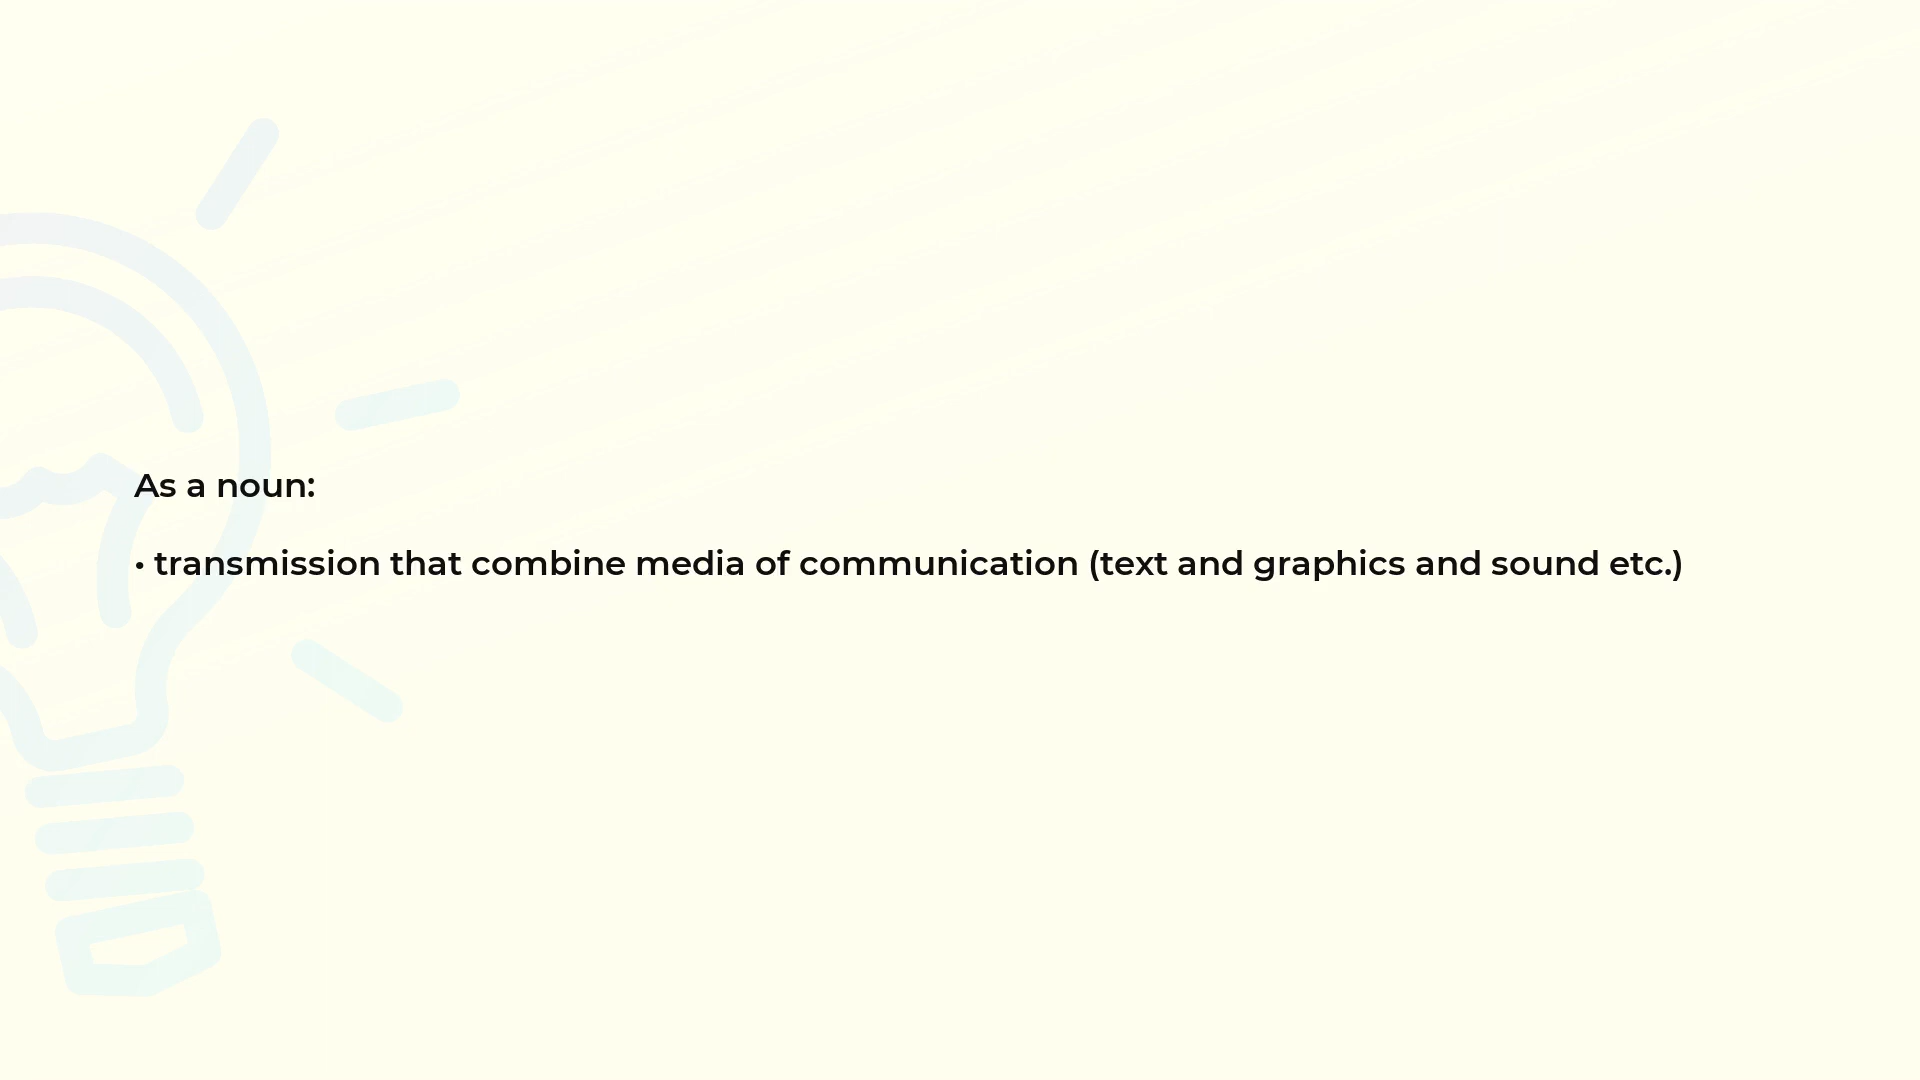 As a noun:
• transmission that combine media of communication (text and graphics and sound etc.)